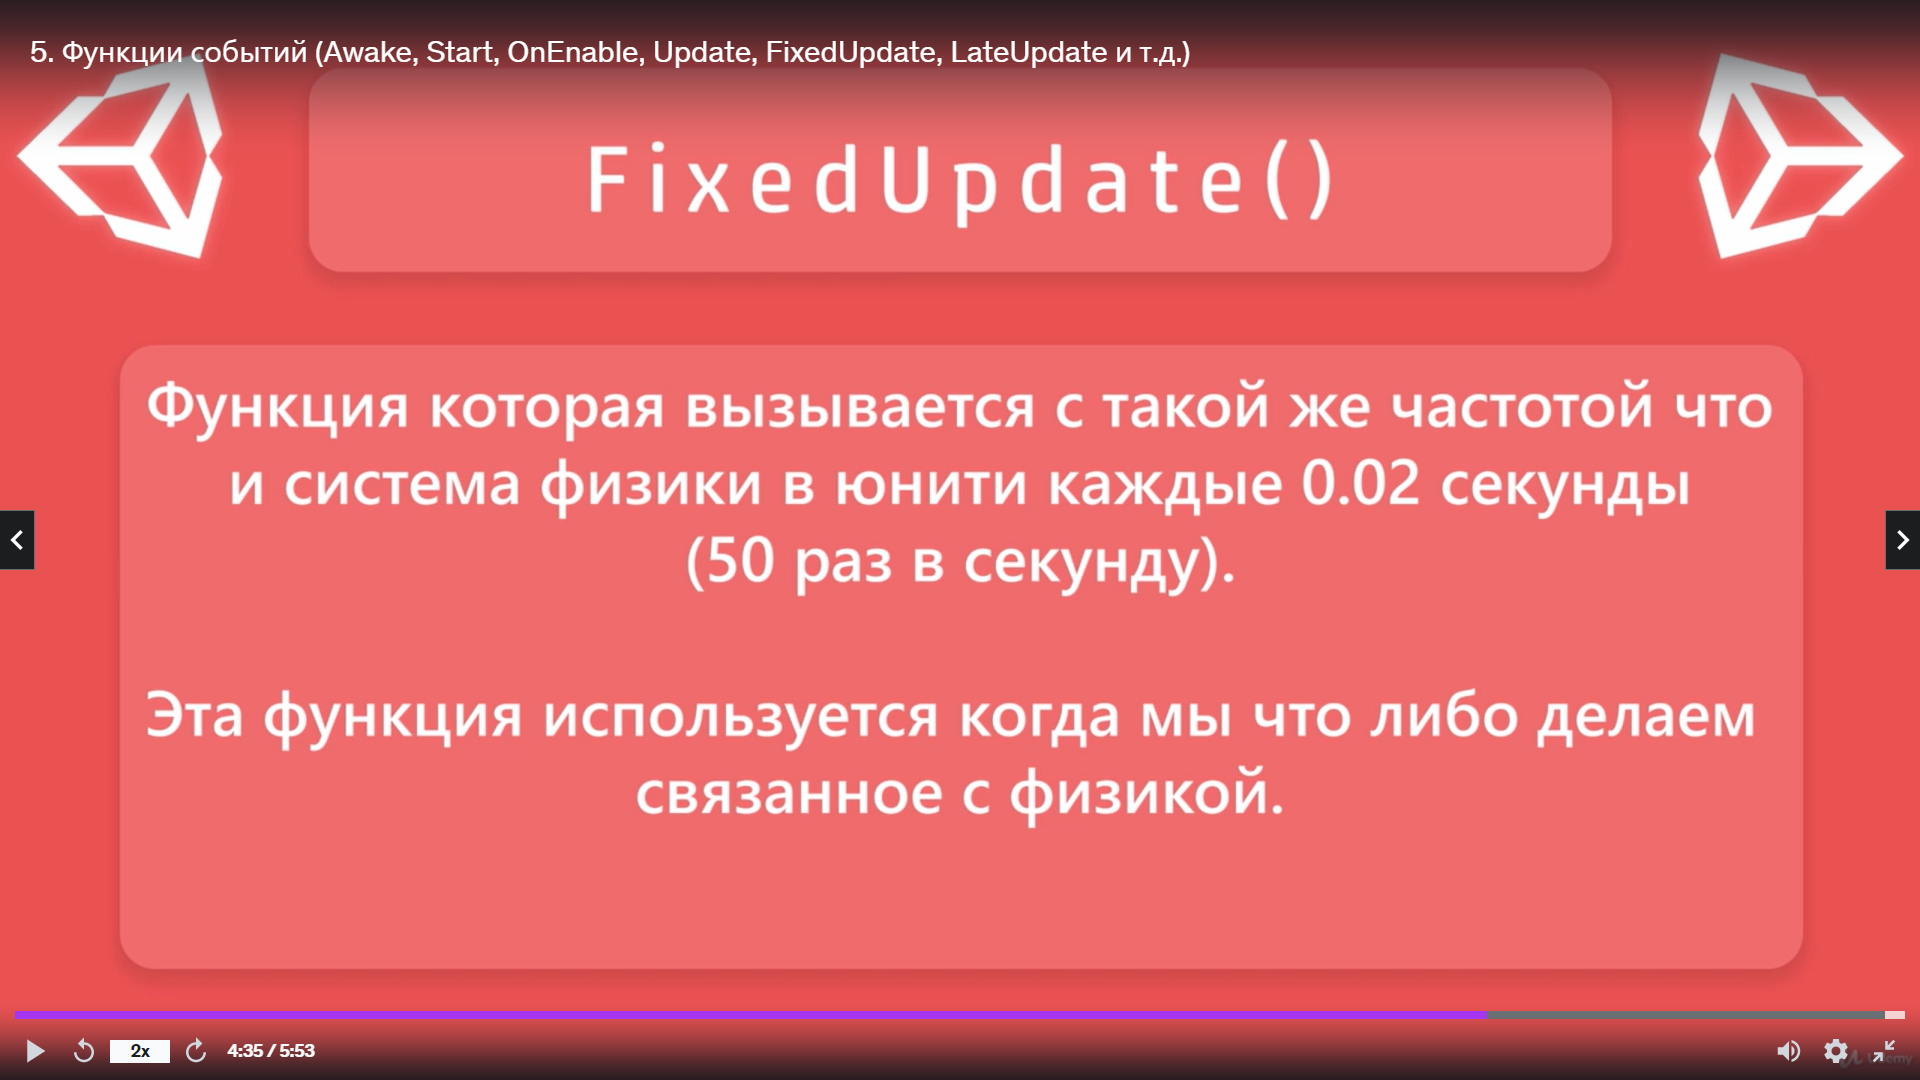 5. Функции событий (Awake, Start, OnEnable, Update, FixedUpdate, LateUpdate и т.д.)
FixedUpdate()
Функция которая вызывается с такой же частотой что
и система физики в юнити каждые 0.02 секунды
(50 раз в секунду).
Эта функция используется когда мы что либо делаем
связанное с физикой.
2x
4:35 / 5:53